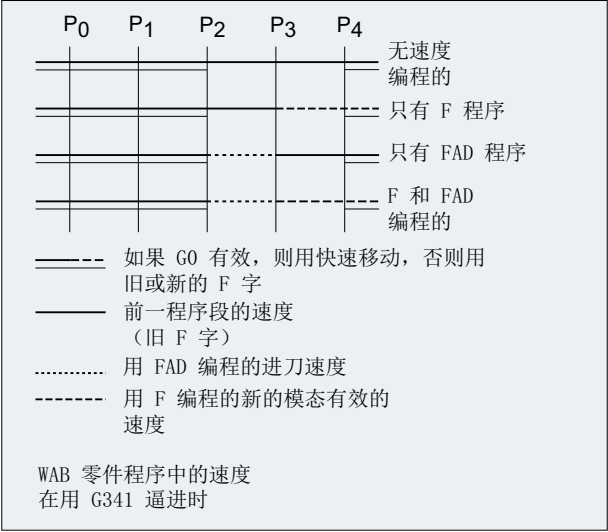 P0 P1 P2 P3 P4
无速度
编程的
只有 F 程序
只有 FAD 程序
F 和 FAD
编程的
如果 G0 有效，则用快速移动，否则用
旧或新的 F 字
前一程序段的速度
（旧 F 字）
用 FAD 编程的进刀速度
用 F 编程的新的模态有效的
速度
WAB 零件程序中的速度
在用 G341 逼进时